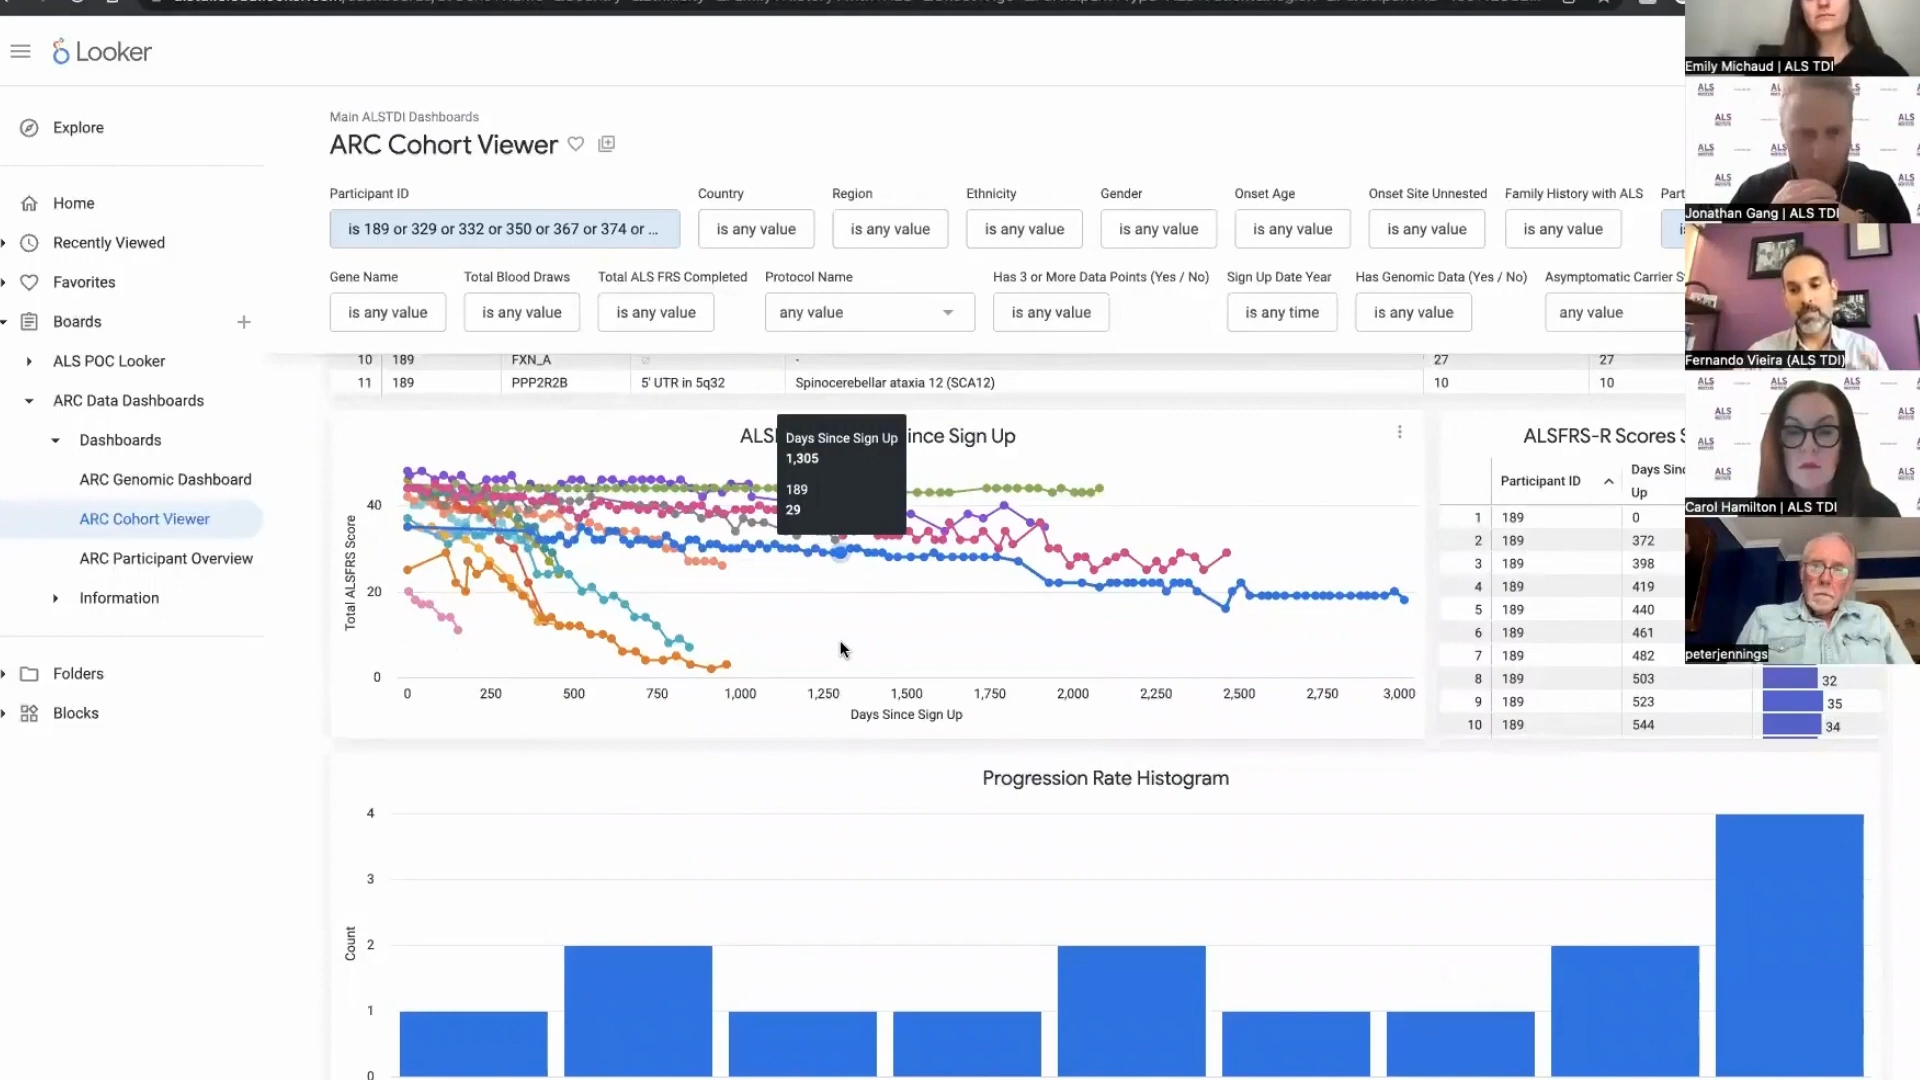 Looker
Explore
Home
Recently Viewed
Favorites
Boards
ALS POC Looker
ARC Data Dashboards
Dashboards
ARC Genomic Dashboard
ARC Cohort Viewer
ARC Participant Overview
Information
Folders
Blocks
Main ALSTDI Dashboards
ARC Cohort Viewer
Participant ID Country Region Ethnicity Gender Onset Age Onset Site Unnested Family History with ALS
is 189 or 329 or 332 or 350 or 367 or 374 or ... is any value is any value is any value is any value is any value is any value is any value
Gene Name Total Blood Draws Total ALS FRS Completed Protocol Name Has 3 or More Data Points (Yes / No) Sign Up Date Year Has Genomic Data (Yes / No) Asymptomatic Carrier
is any value is any value is any value any value is any value is any time is any value any value
10 189 FXN_A - 27 27
11 189 PPP2R2B 5' UTR in 5q32 Spinocerebellar ataxia 12 (SCA12) 10 10
ince Sign Up
Days Since Sign Up
1,305
189
29
Total ALSFRS Score
40
20
0
0 250 500 750 1,000 1,250 1,500 1,750 2,000 2,250 2,500 2,750 3,000
Days Since Sign Up
ALSFRS-R Scores
Participant ID Days
Up
1 189 0
2 189 372
3 189 398
4 189 419
5 189 440
6 189 461
7 189 482
8 189 503 32
9 189 523 35
10 189 544 34
Progression Rate Histogram
Count
4
3
2
1
0
Emily Michaud | ALS TDI
Jonathan Gang | ALS TDI
Fernando Vieira (ALS TDI)
Carol Hamilton | ALS TDI
peterjennings